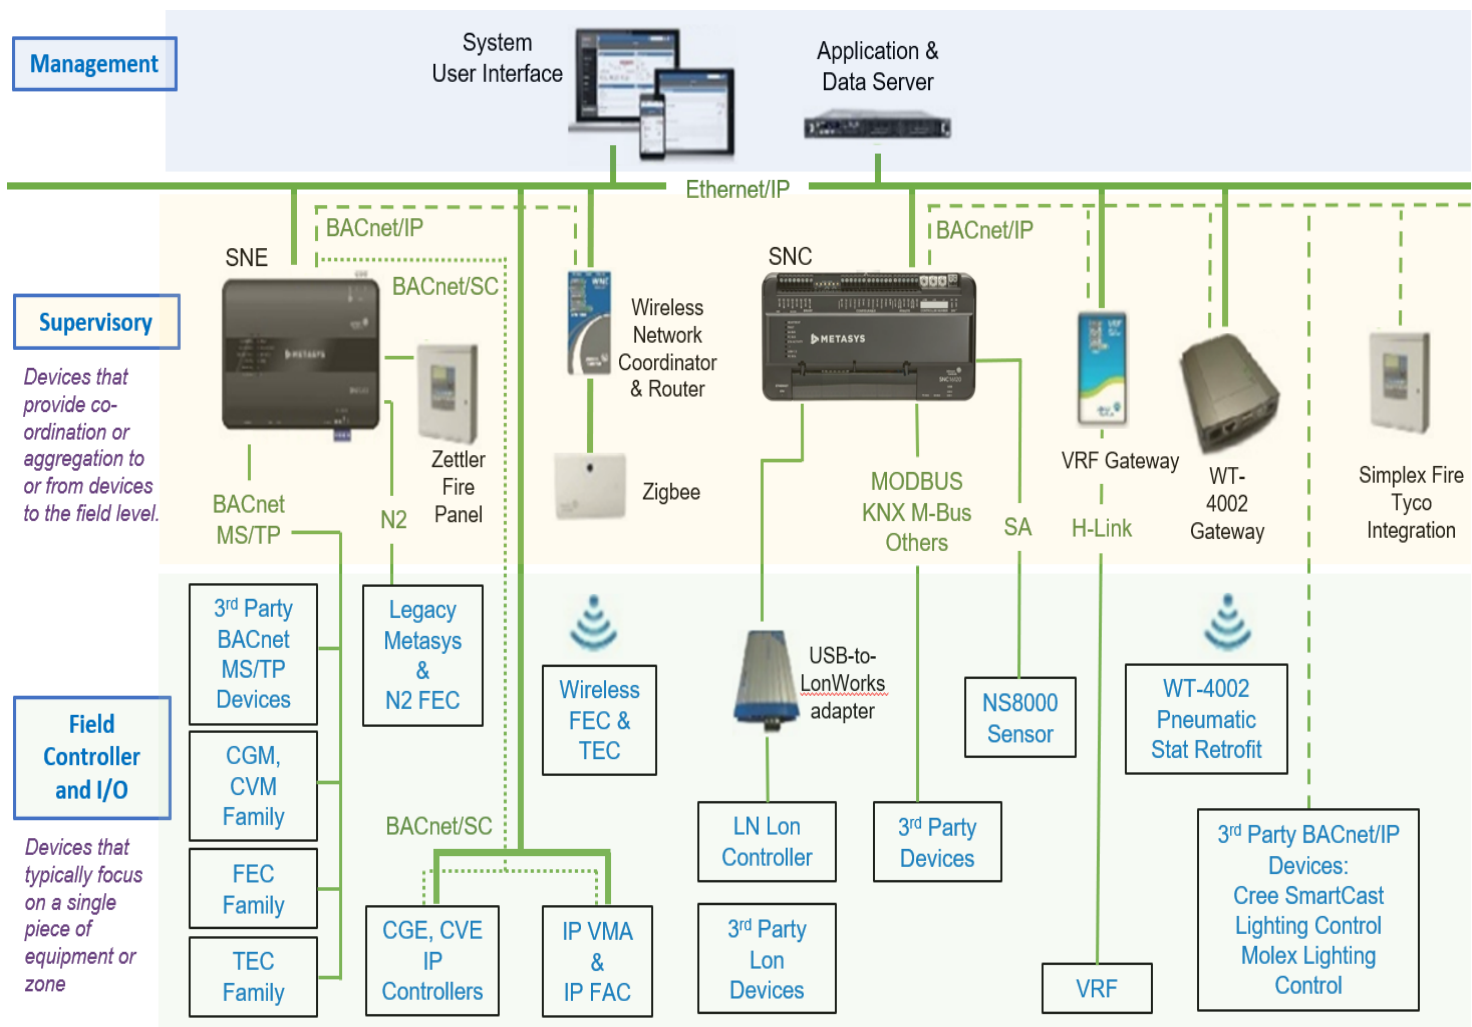 Management
System
User Interface
Application &
Data Server
Ethernet/IP
BACnet/IP
SNE
BACnet/SC
BACnet/IP
SNC
Supervisory
Devices that
provide co-
ordination or
aggregation to
or from devices
to the field level.
METASYS
Zettler
Fire
Panel
BACnet
MS/TP
N2
WNC
Wireless
Network
Coordinator
& Router
Zigbee
METASYS
MODBUS
KNX M-Bus
Others
SA
VRF
VRF Gateway
H-Link
WT-
4002
Gateway
Simplex Fire
Tyco
Integration
Field
Controller
and I/O
Devices that
typically focus
on a single
piece of
equipment or
zone
3rd Party
BACnet
MS/TP
Devices
CGM,
CVM
Family
FEC
Family
TEC
Family
Legacy
Metasys
&
N2 FEC
BACnet/SC
CGE, CVE
IP
Controllers
Wireless
FEC &
TEC
IP VMA
&
IP FAC
USB-to-
LonWorks
adapter
LN Lon
Controller
3rd Party
Lon
Devices
3rd Party
Devices
NS8000
Sensor
VRF
WT-4002
Pneumatic
Stat Retrofit
3rd Party BACnet/IP
Devices:
Cree SmartCast
Lighting Control
Molex Lighting
Control